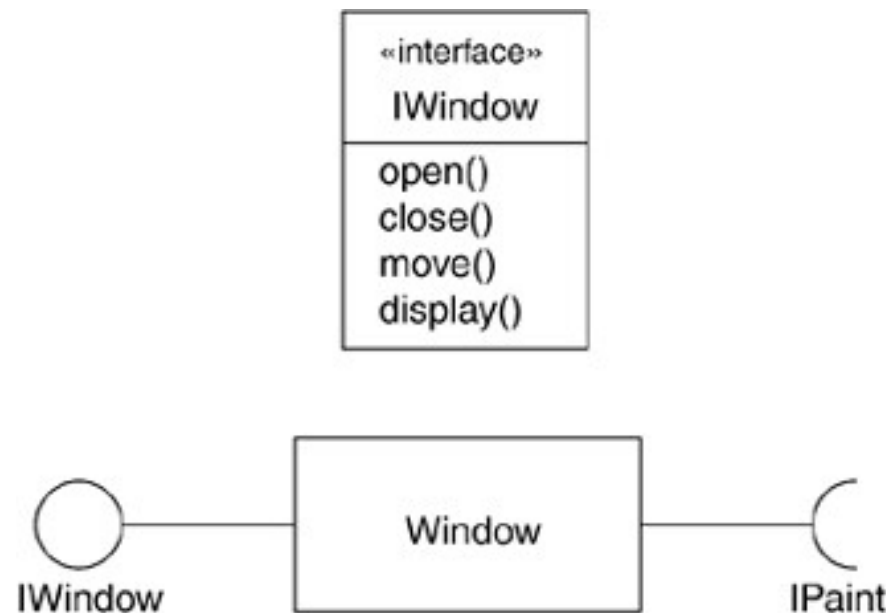 «interface»
IWindow
open()
close()
move()
display()
Window
IWindow
IPaint